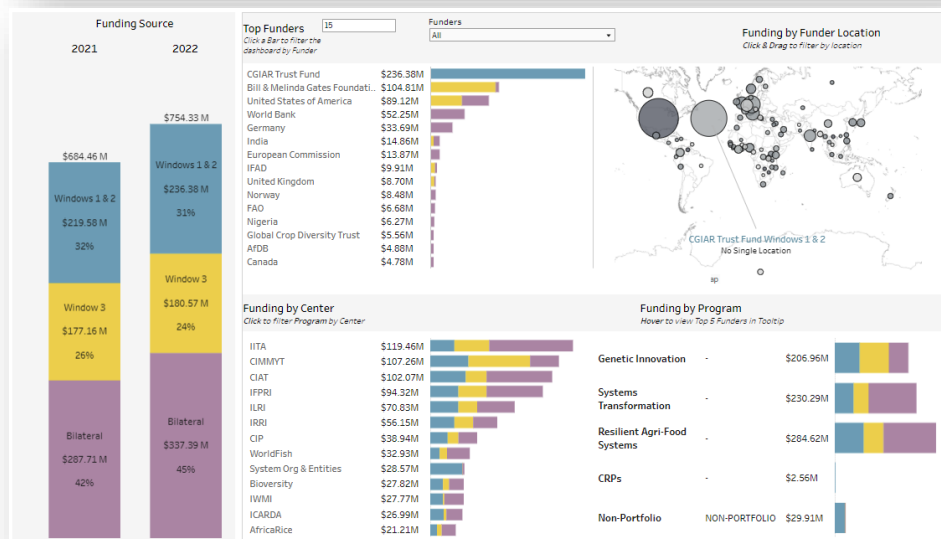 Funding Source
2021
2022
$684.46 M
Windows 1 & 2
$219.58 M
32%
Window 3
$177.16 M
26%
Bilateral
$287.71 M
42%
$754.33 M
Windows 1 & 2
$236.38 M
31%
Window 3
$180.57 M
24%
Bilateral
$337.39 M
45%
Top Funders
15
Click a Bar to filter the
dashboard by Funder
Funders
All
CGIAR Trust Fund $236.38M
Bill & Melinda Gates Foundati.. $104.81M
United States of America $89.12M
World Bank $52.25M
Germany $33.69M
India $14.86M
European Commission $13.87M
IFAD $9.91M
United Kingdom $8.70M
Norway $8.48M
FAO $6.68M
Nigeria $6.27M
Global Crop Diversity Trust $5.56M
AfDB $4.88M
Canada $4.78M
Funding by Funder Location
Click & Drag to filter by location
CGIAR Trust Fund Windows 1 & 2
No Single Location
Funding by Center
Click to filter Program by Center
IITA $119.46M
CIMMYT $107.26M
CIAT $102.07M
IFPRI $94.32M
ILRI $70.83M
IRRI $56.15M
CIP $38.94M
WorldFish $32.93M
System Org & Entities $28.57M
Bioversity $27.82M
IWMI $27.77M
ICARDA $26.99M
AfricaRice $21.21M
Funding by Program
Hover to view Top 5 Funders in Tooltip
Genetic Innovation - $206.96M
Systems
Transformation - $230.29M
Resilient Agri-Food
Systems - $284.62M
CRPs - $2.56M
Non-Portfolio NON-PORTFOLIO $29.91M